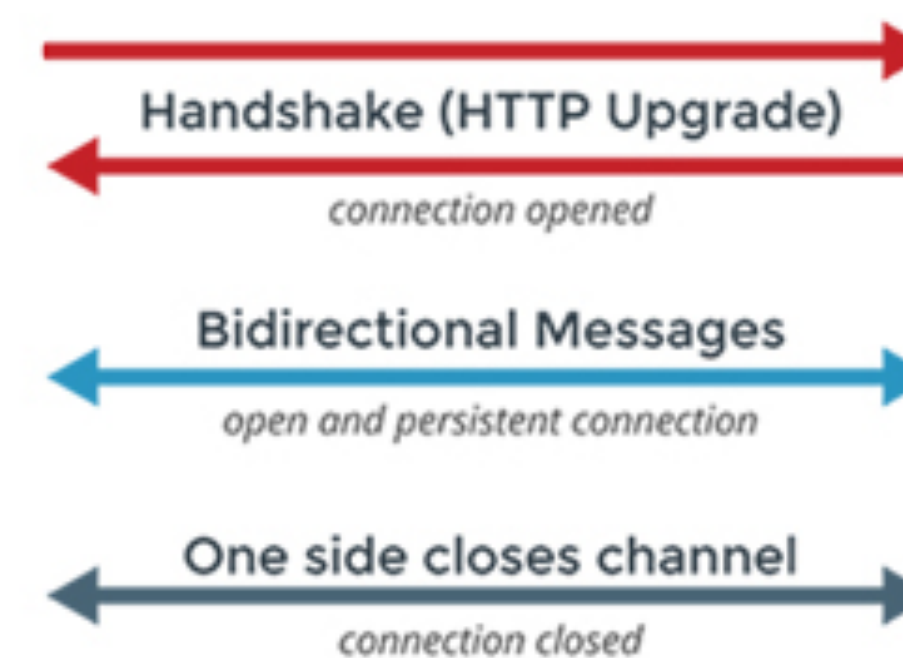 Handshake (HTTP Upgrade)
connection opened
Bidirectional Messages
open and persistent connection
One side closes channel
connection closed